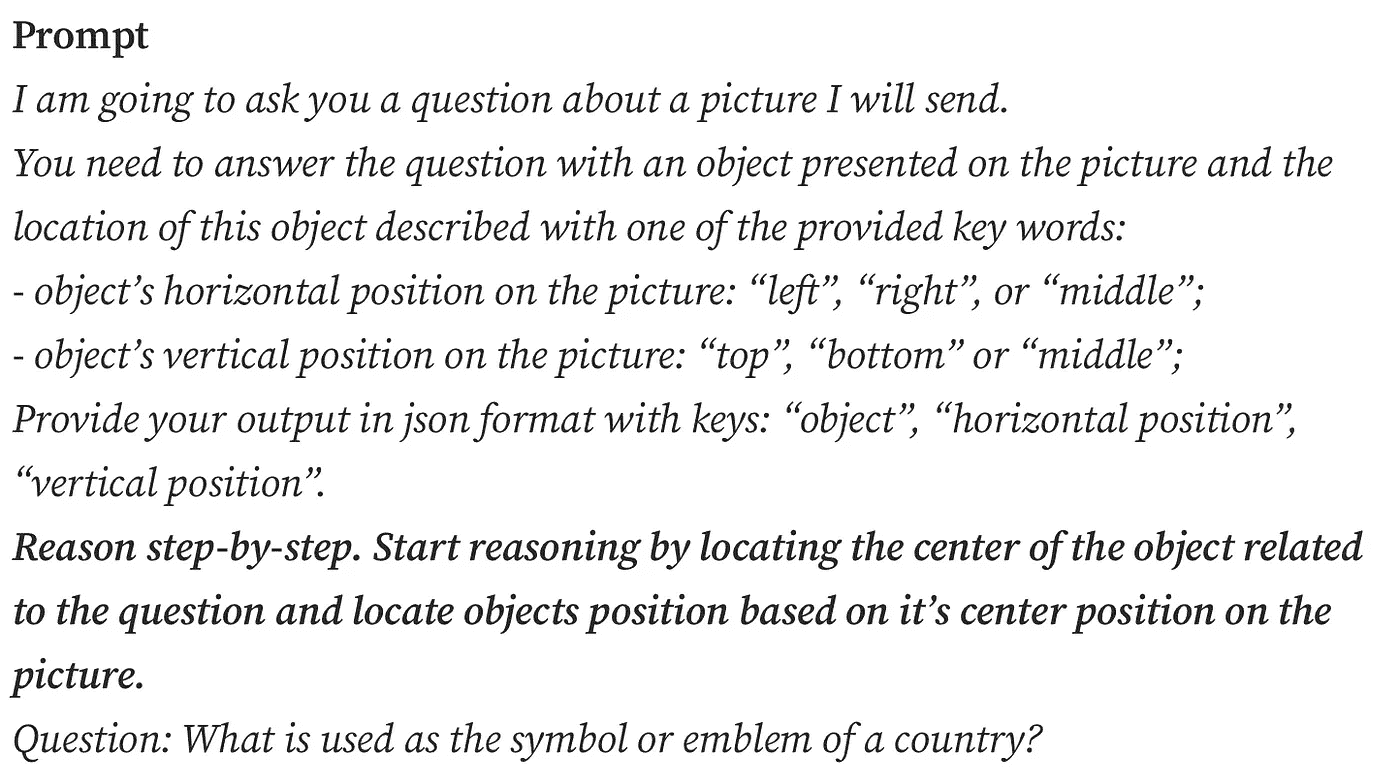 Prompt
I am going to ask you a question about a picture I will send.
You need to answer the question with an object presented on the picture and the
location of this object described with one of the provided key words:
- object’s horizontal position on the picture: “left”, “right”, or “middle”;
- object’s vertical position on the picture: “top”, “bottom” or “middle”;
Provide your output in json format with keys: “object”, “horizontal position”,
“vertical position”.
Reason step-by-step. Start reasoning by locating the center of the object related
to the question and locate objects position based on it’s center position on the
picture.
Question: What is used as the symbol or emblem of a country?